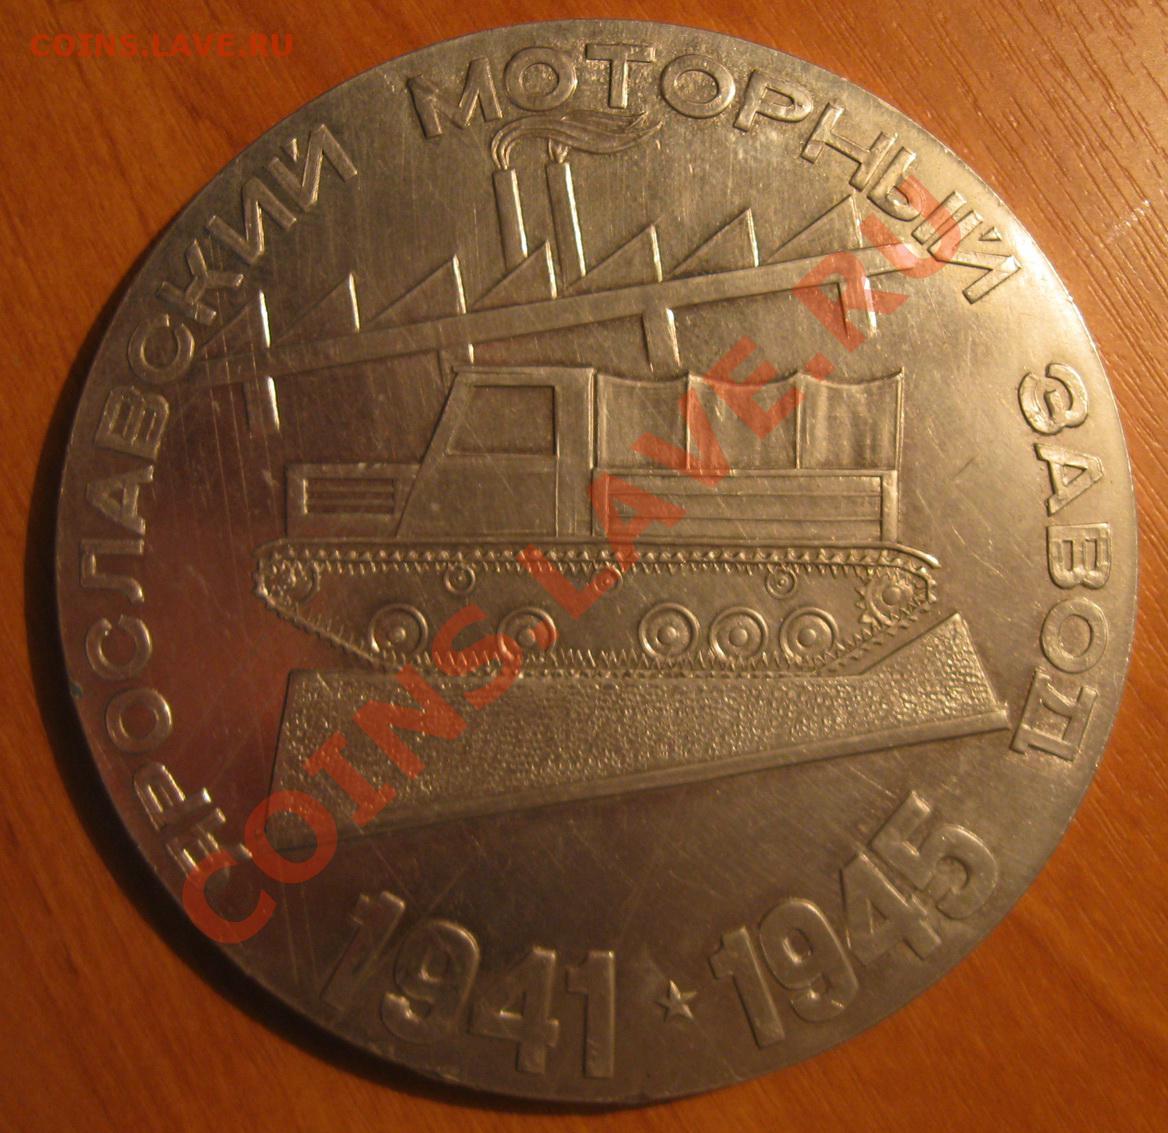 COINS.LAVE.RU
ЯРОСЛАВСКИЙ МОТОРНЫЙ ЗАВОД
1941 ★ 1945
COINS.LAVE.RU